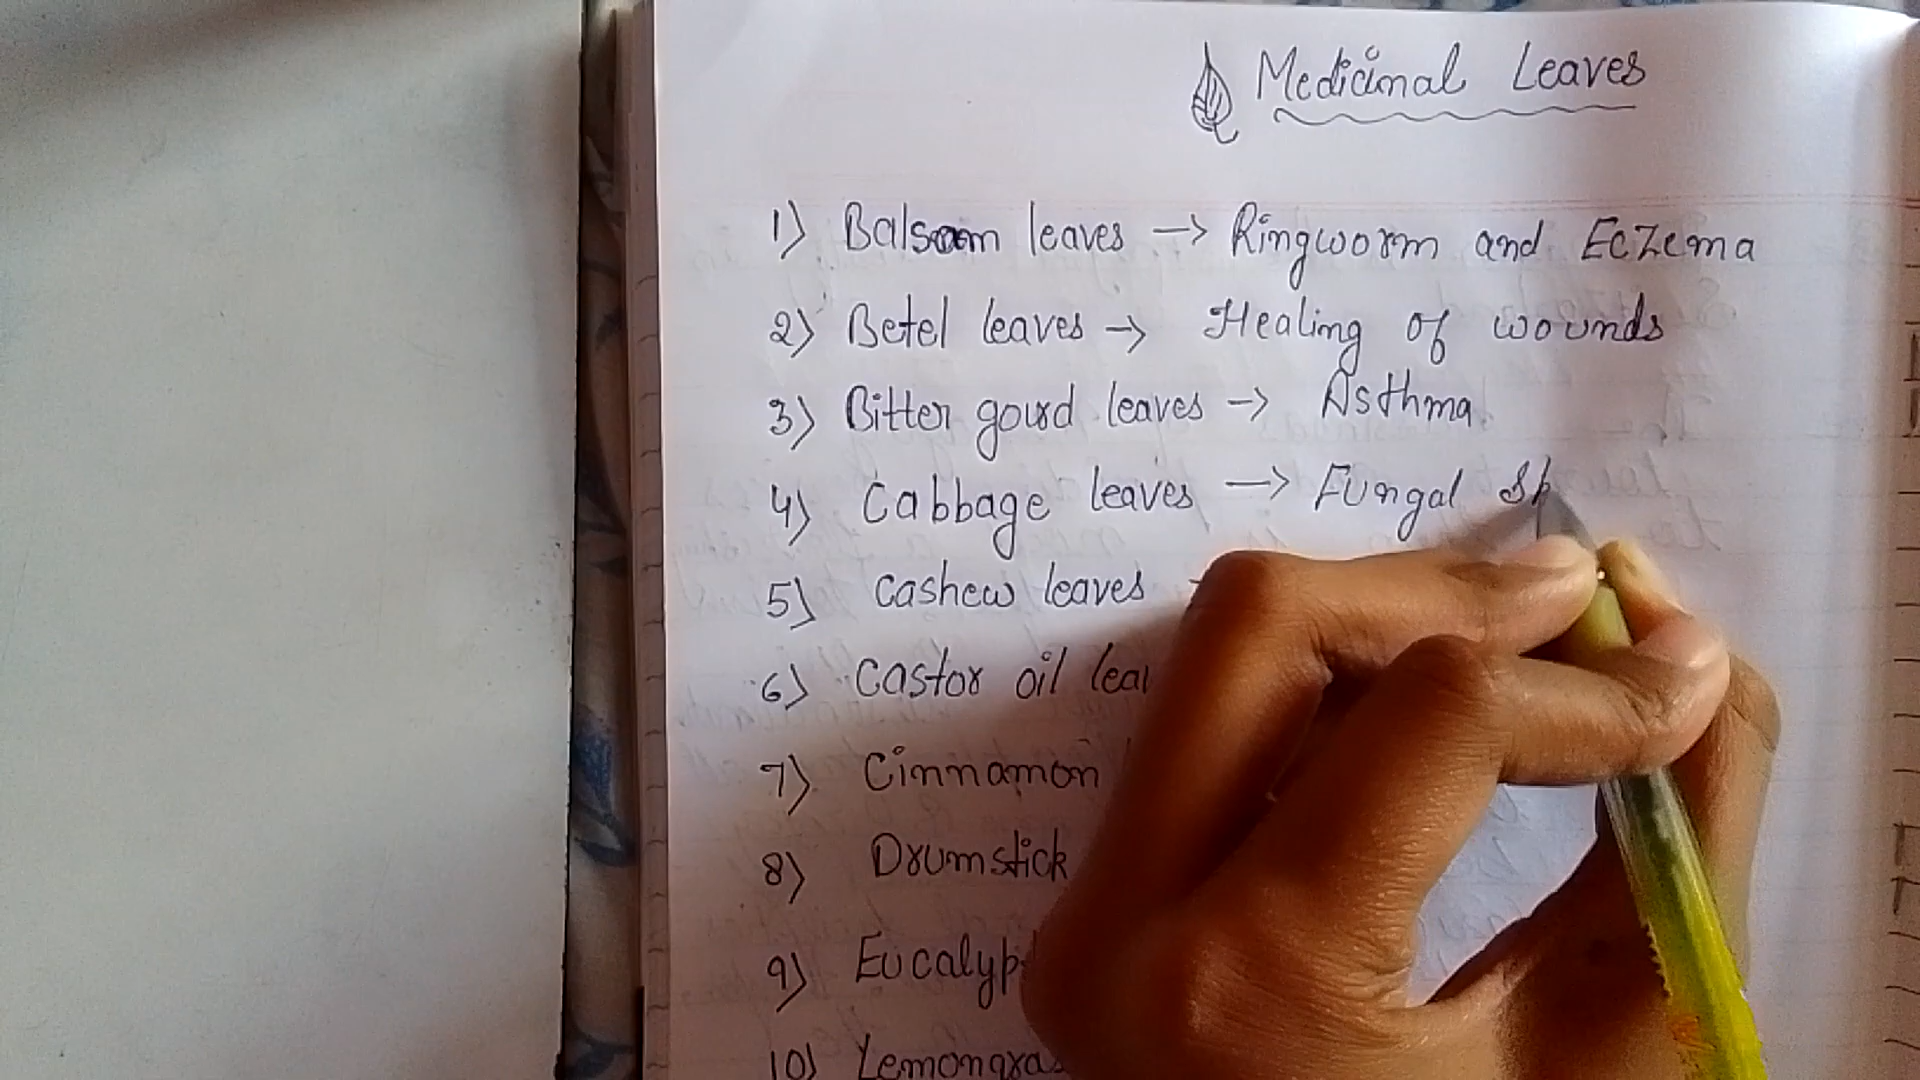 Medicinal Leaves
1) Balsam leaves → Ringworm and Eczema
2) Betel leaves → Healing of wounds
3) Bitter gourd leaves → Asthma
4) Cabbage leaves → Fungal
5) Cashew leaves
6) Castor oil
7) Cinnamon
8) Drumstick
9)
10)